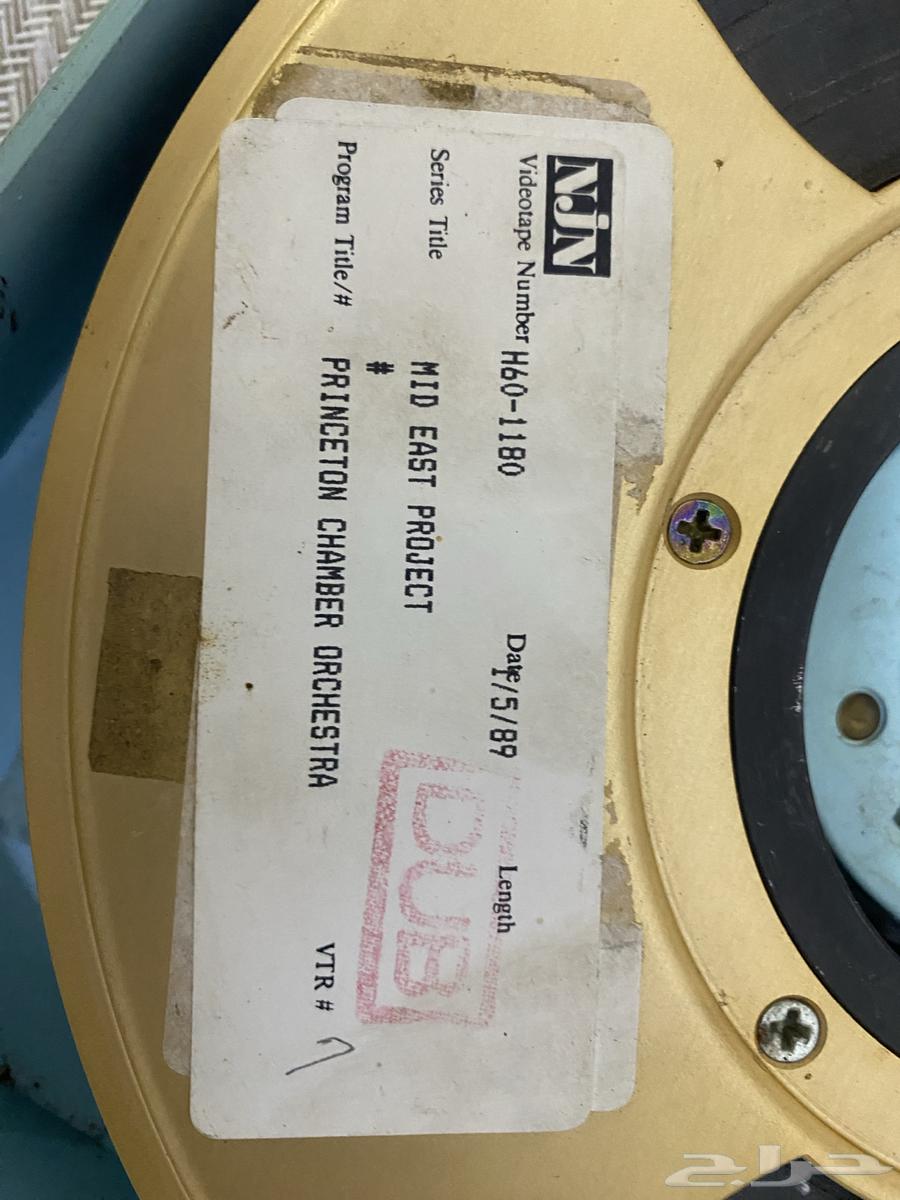 NJN
Videotape Number H60-1180 Date 1/5/89 Length
Series Title MID EAST PROJECT
#
Program Title/# PRINCETON CHAMBER ORCHESTRA VTR # 7
DUB
حراج